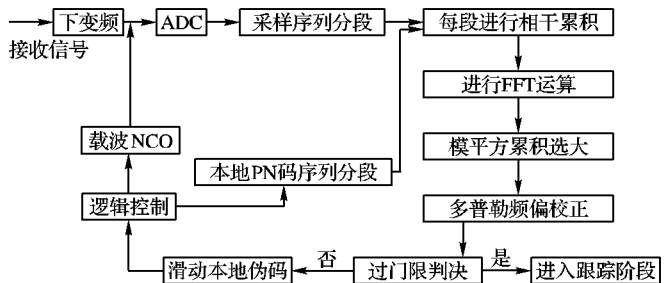 下变频
ADC
采样序列分段
每段进行相干累积
接收信号
进行FFT运算
载波NCO
模平方累积选大
本地PN码序列分段
逻辑控制
多普勒频偏校正
滑动本地伪码
否
过门限判决
是
进入跟踪阶段